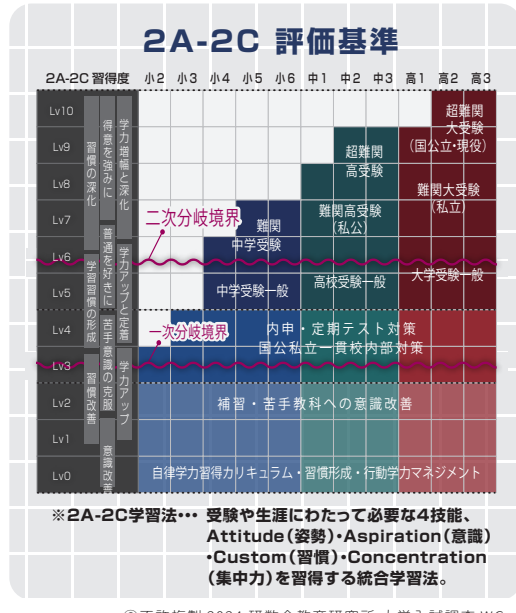 2A-2C 評価基準
2A-2C 習得度 小2 小3 小4 小5 小6 中1 中2 中3 高1 高2 高3
Lv10
Lv9
Lv8
Lv7
Lv6
Lv5
Lv4
Lv3
Lv2
Lv1
Lv0
習慣の深化
学習習慣の形成
習慣改善
得意を強みに
普通を好きに
苦手意識の克服
意識改善
学力増幅と深化
学力アップと定着
学力アップ
超難関
大受験
(国公立・現役)
超難関
高受験
難関大受験
(私立)
難関高受験
(私公)
二次分岐境界
難関
中学受験
大学受験一般
高校受験一般
中学受験一般
一次分岐境界
内申・定期テスト対策
国公私立一貫校内部対策
補習・苦手教科への意識改善
自律学力習得カリキュラム・習慣形成・行動学力マネジメント
※2A-2C学習法・・・ 受験や生涯にわたって必要な4技能、
Attitude(姿勢)・Aspiration(意識)
・Custom(習慣)・Concentration
(集中力)を習得する統合学習法。